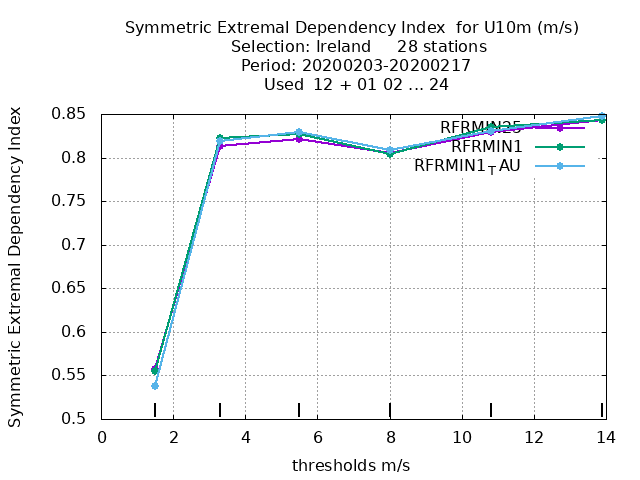 Symmetric Extremal Dependency Index  for U10m (m/s)
Selection: Ireland     28 stations
Period: 20200203-20200217
Used  12 + 01 02 ... 24
Symmetric Extremal Dependency Index
0.85
0.8
0.75
0.7
0.65
0.6
0.55
0.5
RFRMIN25
RFRMIN1
RFRMIN1TAU
0 2 4 6 8 10 12 14
thresholds m/s